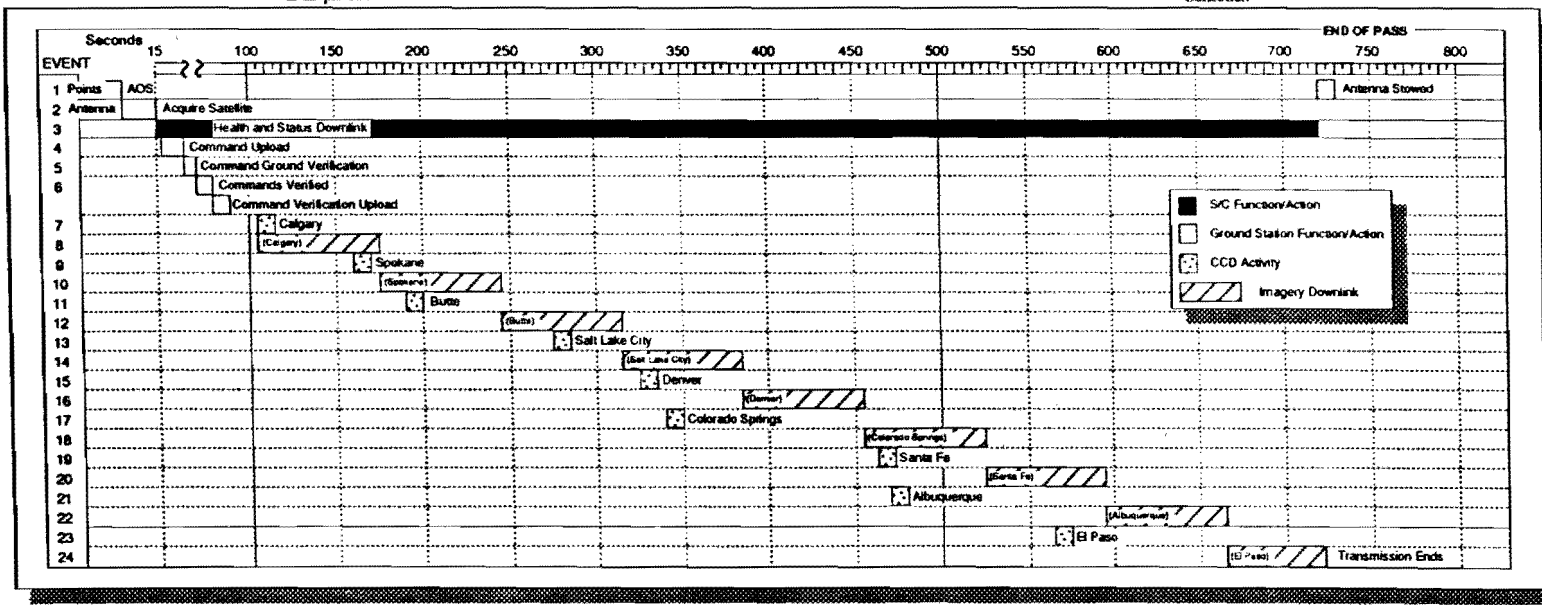 END OF PASS
Seconds 15 100 150 200 250 300 350 400 450 500 550 600 650 700 750 800
EVENT
1 Points AOS Antenna Stowed
2 Antenna Acquire Satellite
3 Health and Status Downlink
4 Command Upload
5 Command Ground Verification
6 Commands Verified
Command Verification Upload
7 Calgary
8 (Calgary)
9 Spokane
10 (Spokane)
11 Butte
12 (Butte)
13 Salt Lake City
14 (Salt Lake City)
15 Denver
16 (Denver)
17 Colorado Springs
18 (Colorado Springs)
19 Santa Fe
20 (Santa Fe)
21 Albuquerque
22 (Albuquerque)
23 El Paso
24 (El Paso) Transmission Ends
S/C Function/Action
Ground Station Function/Action
CCD Activity
Imagery Downlink